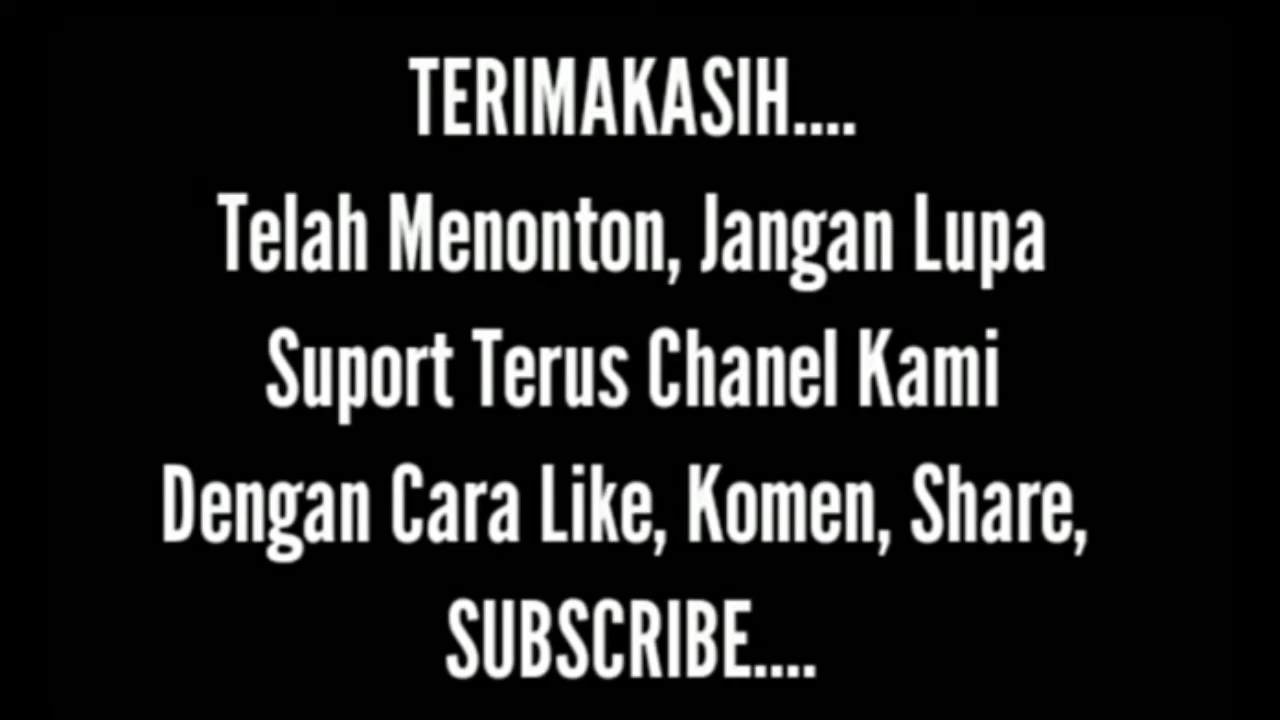 TERIMAKASIH....
Telah Menonton, Jangan Lupa
Suport Terus Chanel Kami
Dengan Cara Like, Komen, Share,
SUBSCRIBE....